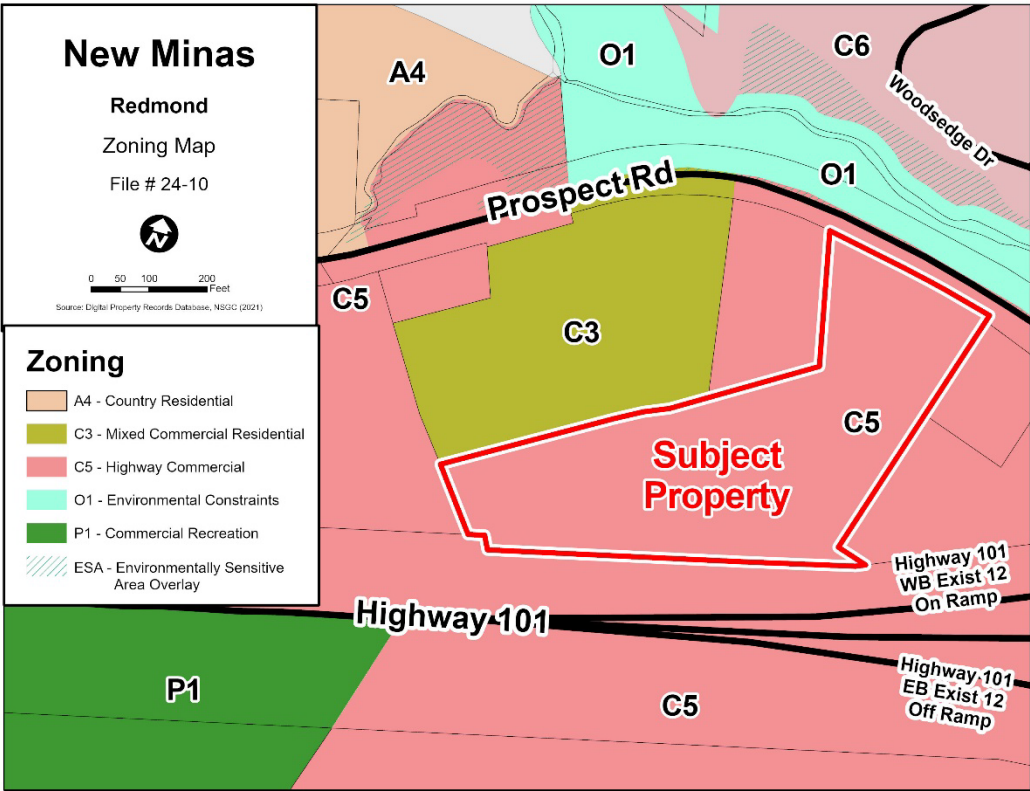 New Minas
Redmond
Zoning Map
File # 24-10
N
0 50 100 200
Feet
Source: Digital Property Records Database, NSGC (2021)
Zoning
A4 - Country Residential
C3 - Mixed Commercial Residential
C5 - Highway Commercial
O1 - Environmental Constraints
P1 - Commercial Recreation
ESA - Environmentally Sensitive
Area Overlay
A4
O1
C6
Woodsedge Dr
O1
Prospect Rd
C5
C3
C5
Subject
Property
Highway 101
WB Exist 12
On Ramp
Highway 101
Highway 101
EB Exist 12
Off Ramp
P1
C5